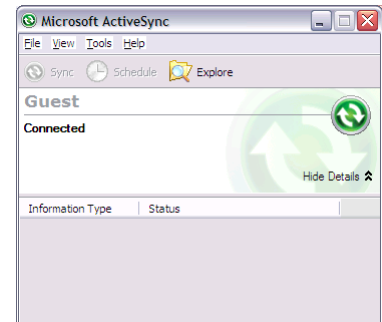 Microsoft ActiveSync
File View Tools Help
Sync Schedule Explore
Guest
Connected
Hide Details
Information Type Status